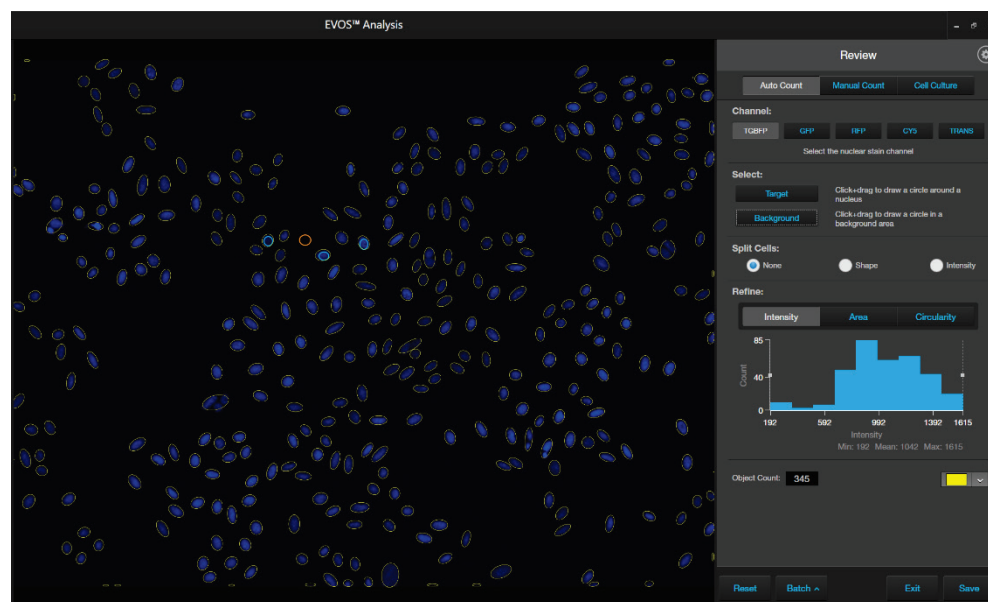 EVOS™ Analysis
Review
Auto Count Manual Count Cell Culture
Channel:
TGBFP GFP RFP CY5 TRANS
Select the nuclear stain channel
Select:
Target
Click+drag to draw a circle around a
nucleus
Background
Click+drag to draw a circle in a
background area
Split Cells:
None Shape Intensity
Refine:
Intensity Area Circularity
85
40
0
Count
192 592 992 1392 1615
Intensity
Min: 192 Mean: 1042 Max: 1615
Object Count: 345
Reset Batch Exit Save